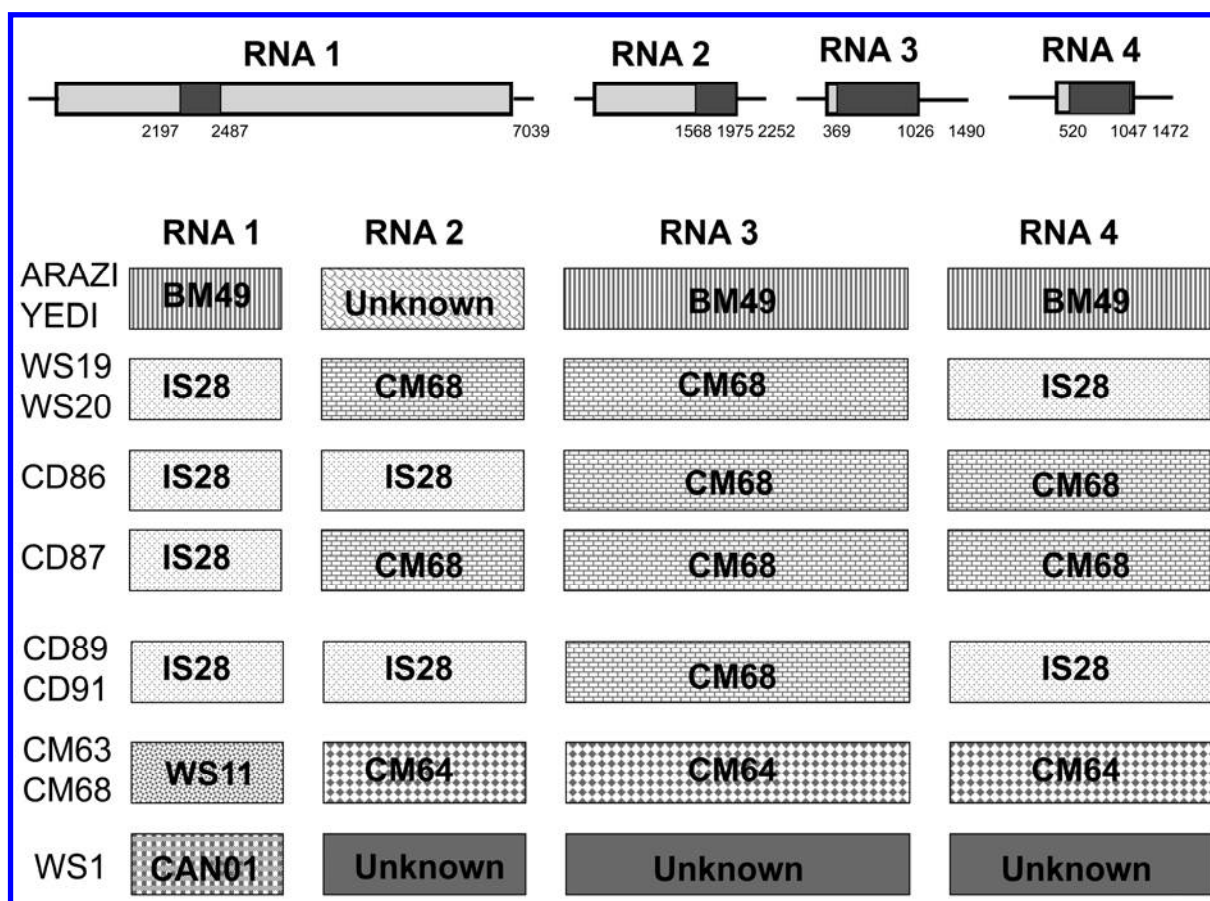 RNA 1 RNA 2 RNA 3 RNA 4
2197 2487 7039 1568 1975 2252 369 1026 1490 520 1047 1472
RNA 1 RNA 2 RNA 3 RNA 4
ARAZI
YEDI
BM49 Unknown BM49 BM49
WS19
WS20
IS28 CM68 CM68 IS28
CD86 IS28 IS28 CM68 CM68
CD87 IS28 CM68 CM68 CM68
CD89
CD91
IS28 IS28 CM68 IS28
CM63
CM68
WS11 CM64 CM64 CM64
WS1 CAN01 Unknown Unknown Unknown